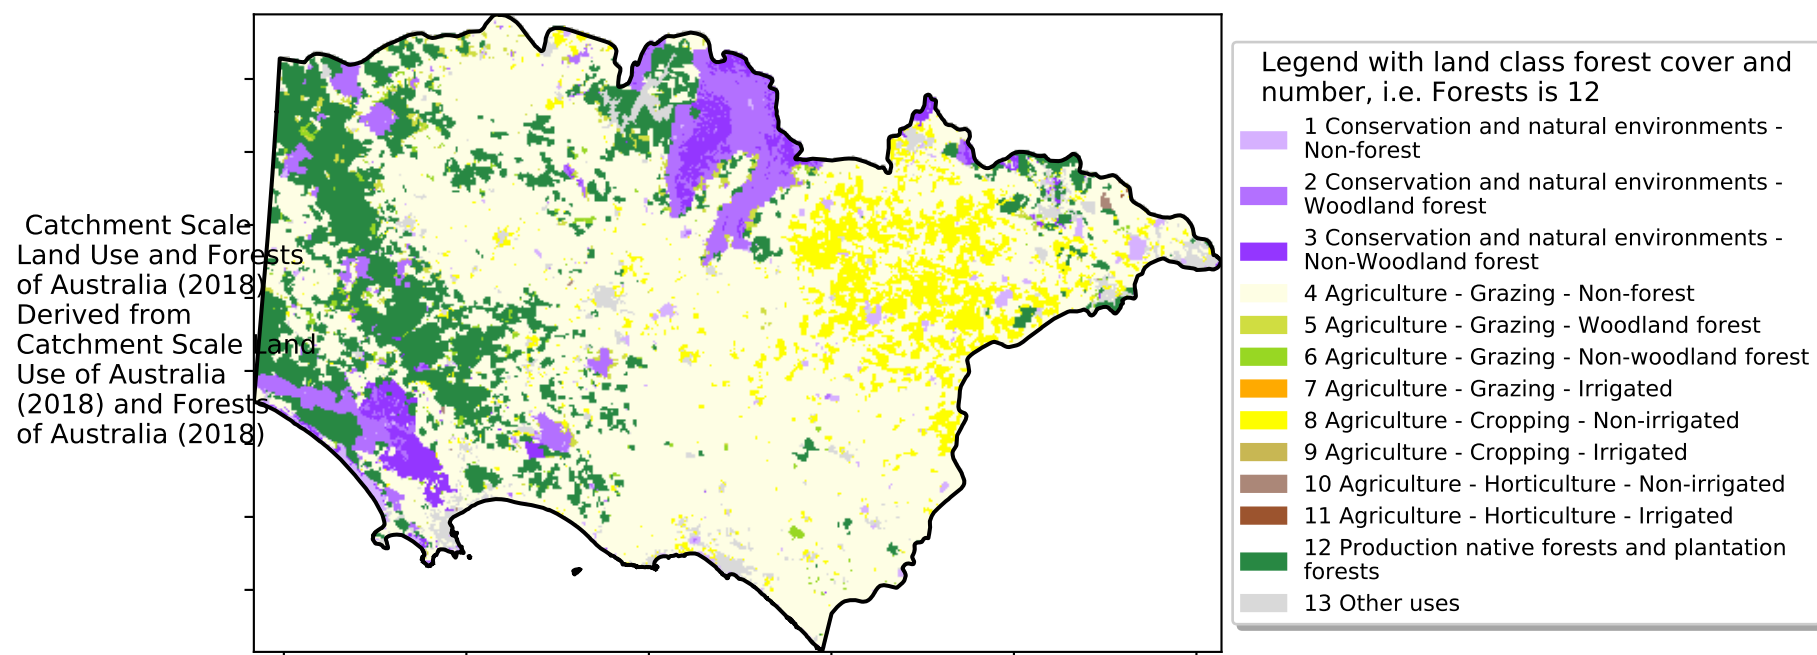 Catchment Scale
Land Use and Forests
of Australia (2018)
Derived from
Catchment Scale Land
Use of Australia
(2018) and Forests
of Australia (2018)
Legend with land class forest cover and
number, i.e. Forests is 12
1 Conservation and natural environments -
Non-forest
2 Conservation and natural environments -
Woodland forest
3 Conservation and natural environments -
Non-Woodland forest
4 Agriculture - Grazing - Non-forest
5 Agriculture - Grazing - Woodland forest
6 Agriculture - Grazing - Non-woodland forest
7 Agriculture - Grazing - Irrigated
8 Agriculture - Cropping - Non-irrigated
9 Agriculture - Cropping - Irrigated
10 Agriculture - Horticulture - Non-irrigated
11 Agriculture - Horticulture - Irrigated
12 Production native forests and plantation
forests
13 Other uses